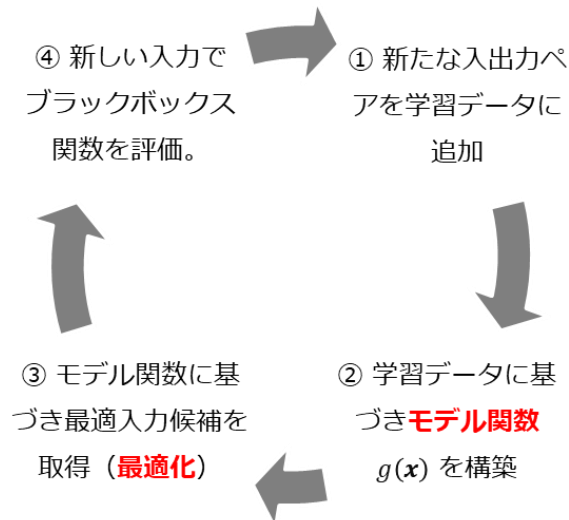 ① 新たな入出力ペ
アを学習データに
追加
② 学習データに基
づきモデル関数
g(x) を構築
③ モデル関数に基
づき最適入力候補を
取得（最適化）
④ 新しい入力で
ブラックボックス
関数を評価。